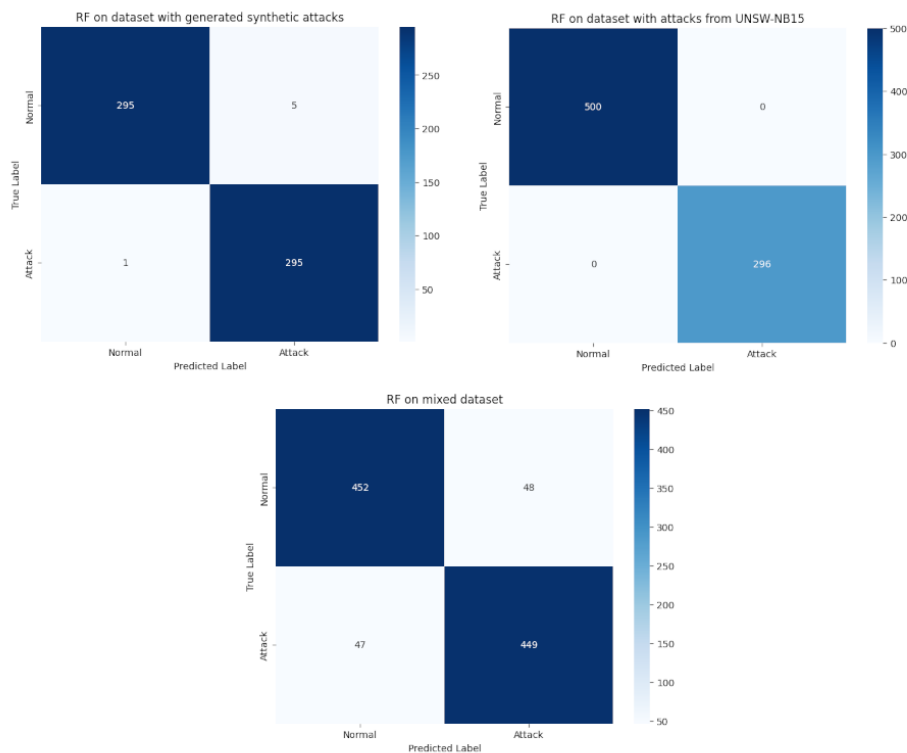 RF on dataset with generated synthetic attacks
Normal
Attack
True Label
295
5
1
295
Normal
Attack
Predicted Label
250
200
150
100
50
RF on dataset with attacks from UNSW-NB15
Normal
Attack
True Label
500
0
0
296
Normal
Attack
Predicted Label
500
400
300
200
100
0
RF on mixed dataset
Normal
Attack
True Label
452
48
47
449
Normal
Attack
Predicted Label
450
400
350
300
250
200
150
100
50